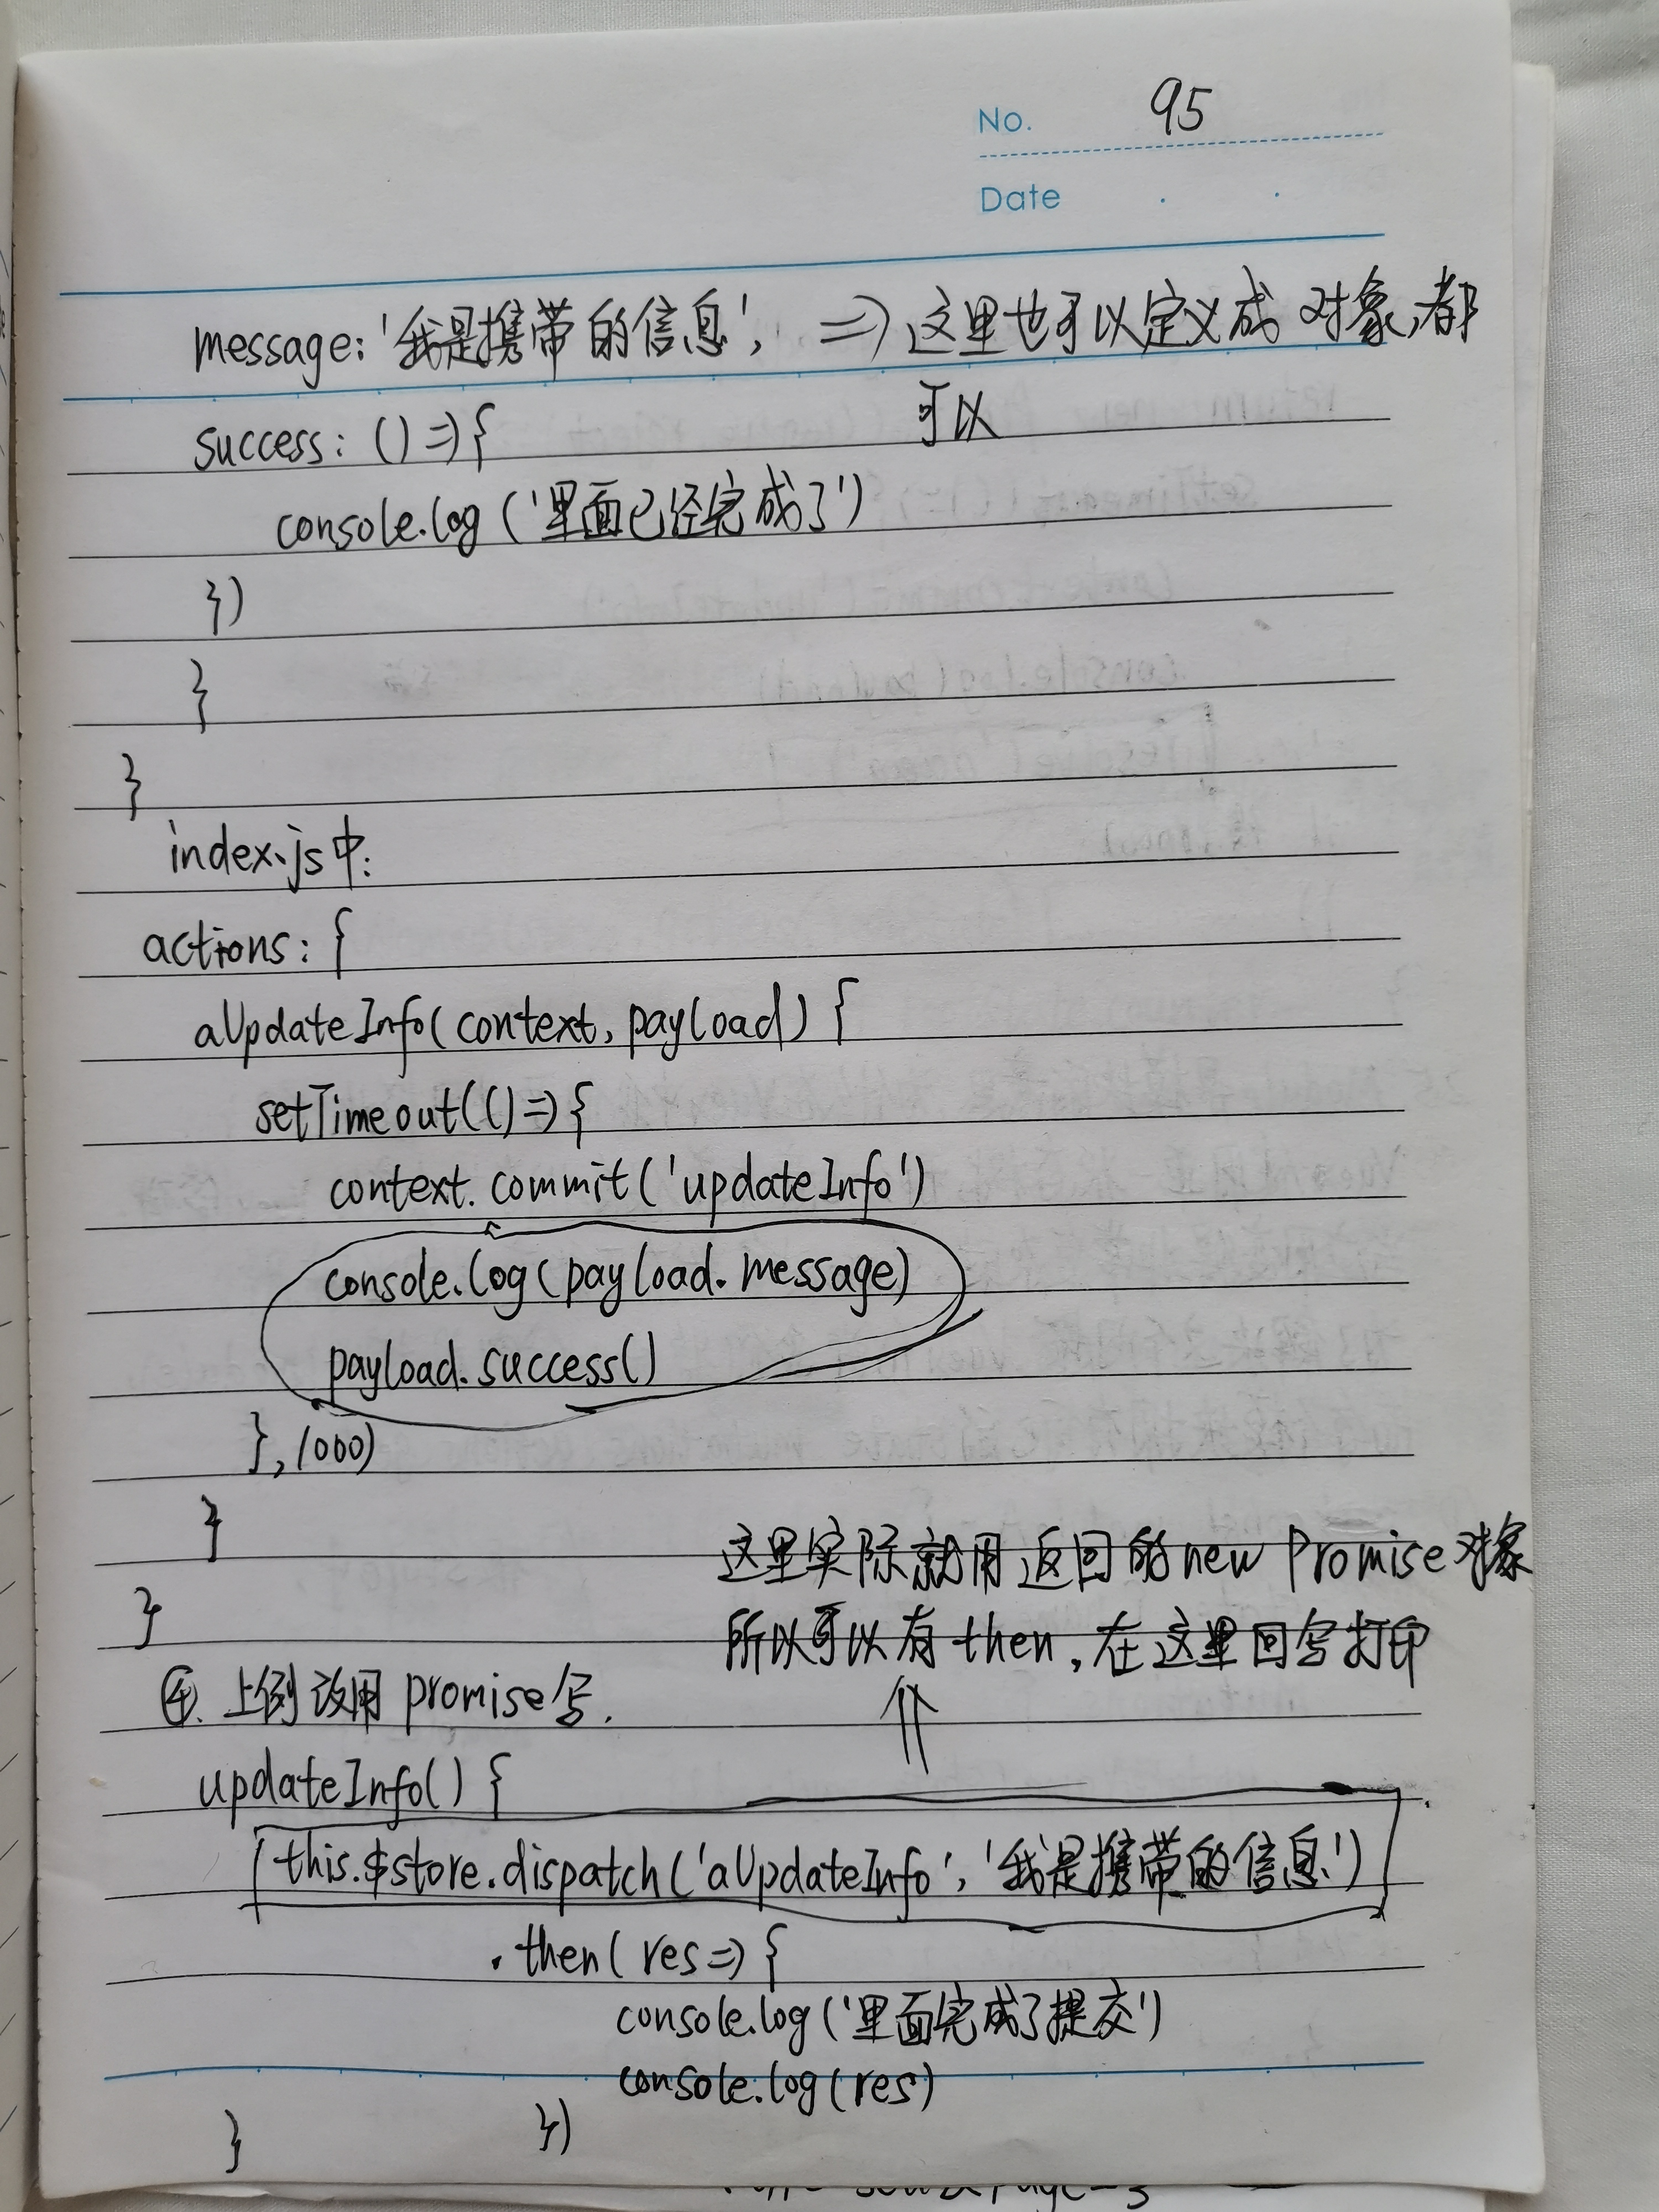 No. 95
Date
message: '我是携带的信息', => 这里也可以定义成 对象,都
可以
success: () => {
console.log('里面已经完成了')
})
}
}
index.js中:
actions: {
aUpdateInfo(context, payload) {
setTimeout(() => {
context.commit('updateInfo')
console.log(payload.message)
payload.success()
}, 1000)
}
这里实际就用返回的new Promise对象
}
所以可以有then,在这里回写打印
④. 上例改用 promise写.
updateInfo() {
this.$store.dispatch('aUpdateInfo', '我是携带的信息')
.then(res => {
console.log('里面完成了提交')
console.log(res)
})
}